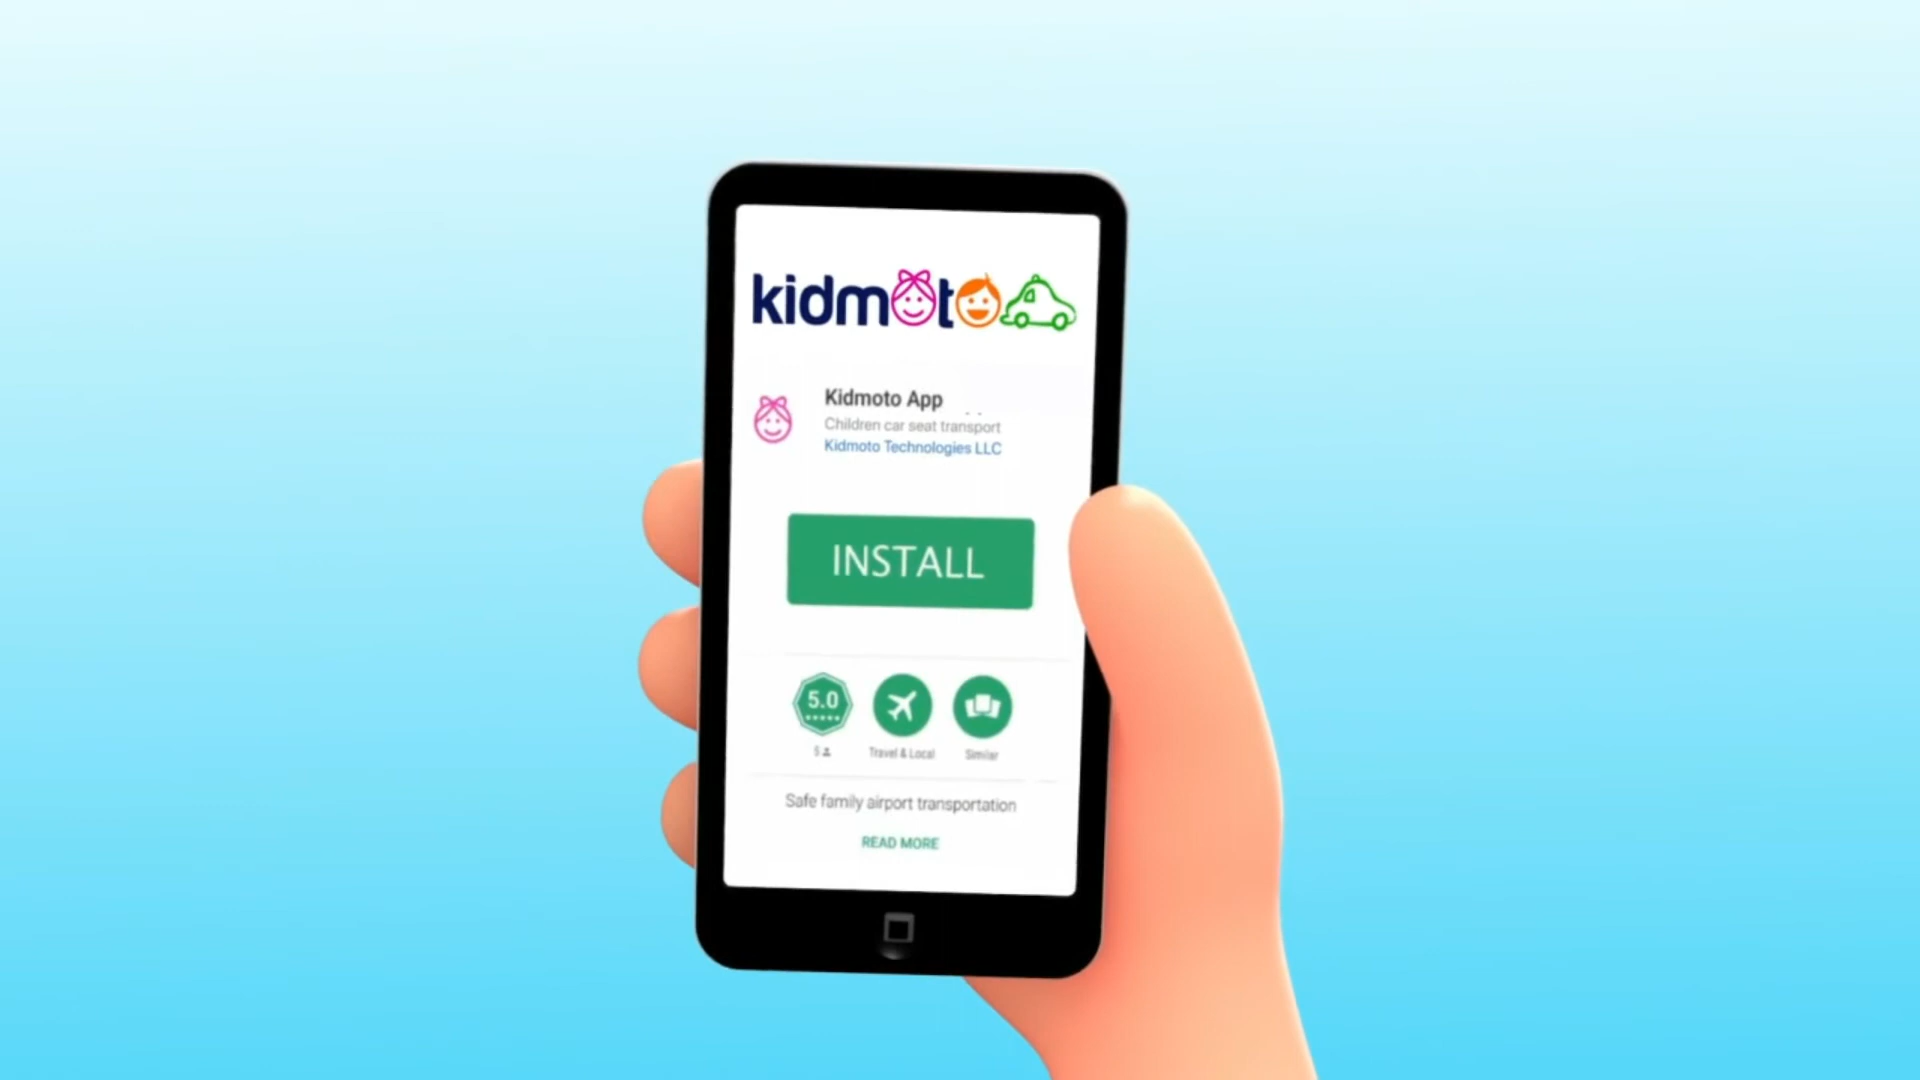 kidmoto
Kidmoto App
Children car seat transport
Kidmoto Technologies LLC
INSTALL
5.0
5
Travel & Local
Similar
Safe family airport transportation
READ MORE